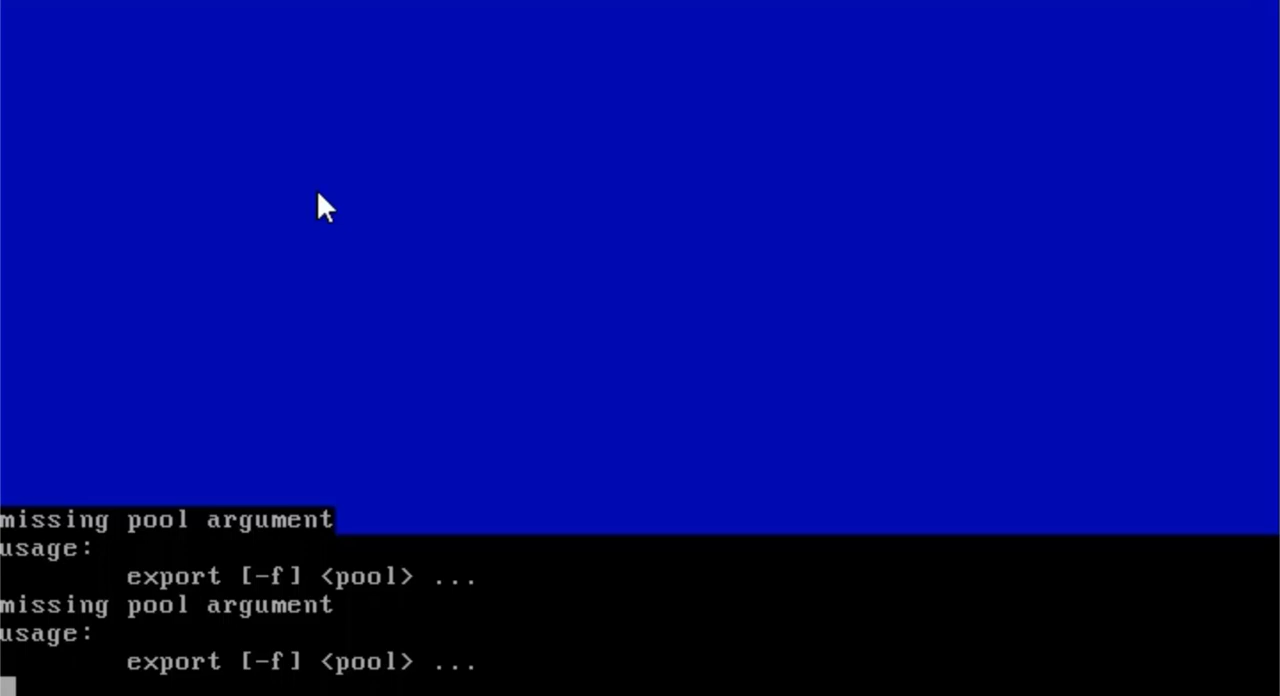 missing pool argument
usage:
export [-f] <pool> ...
missing pool argument
usage:
export [-f] <pool> ...